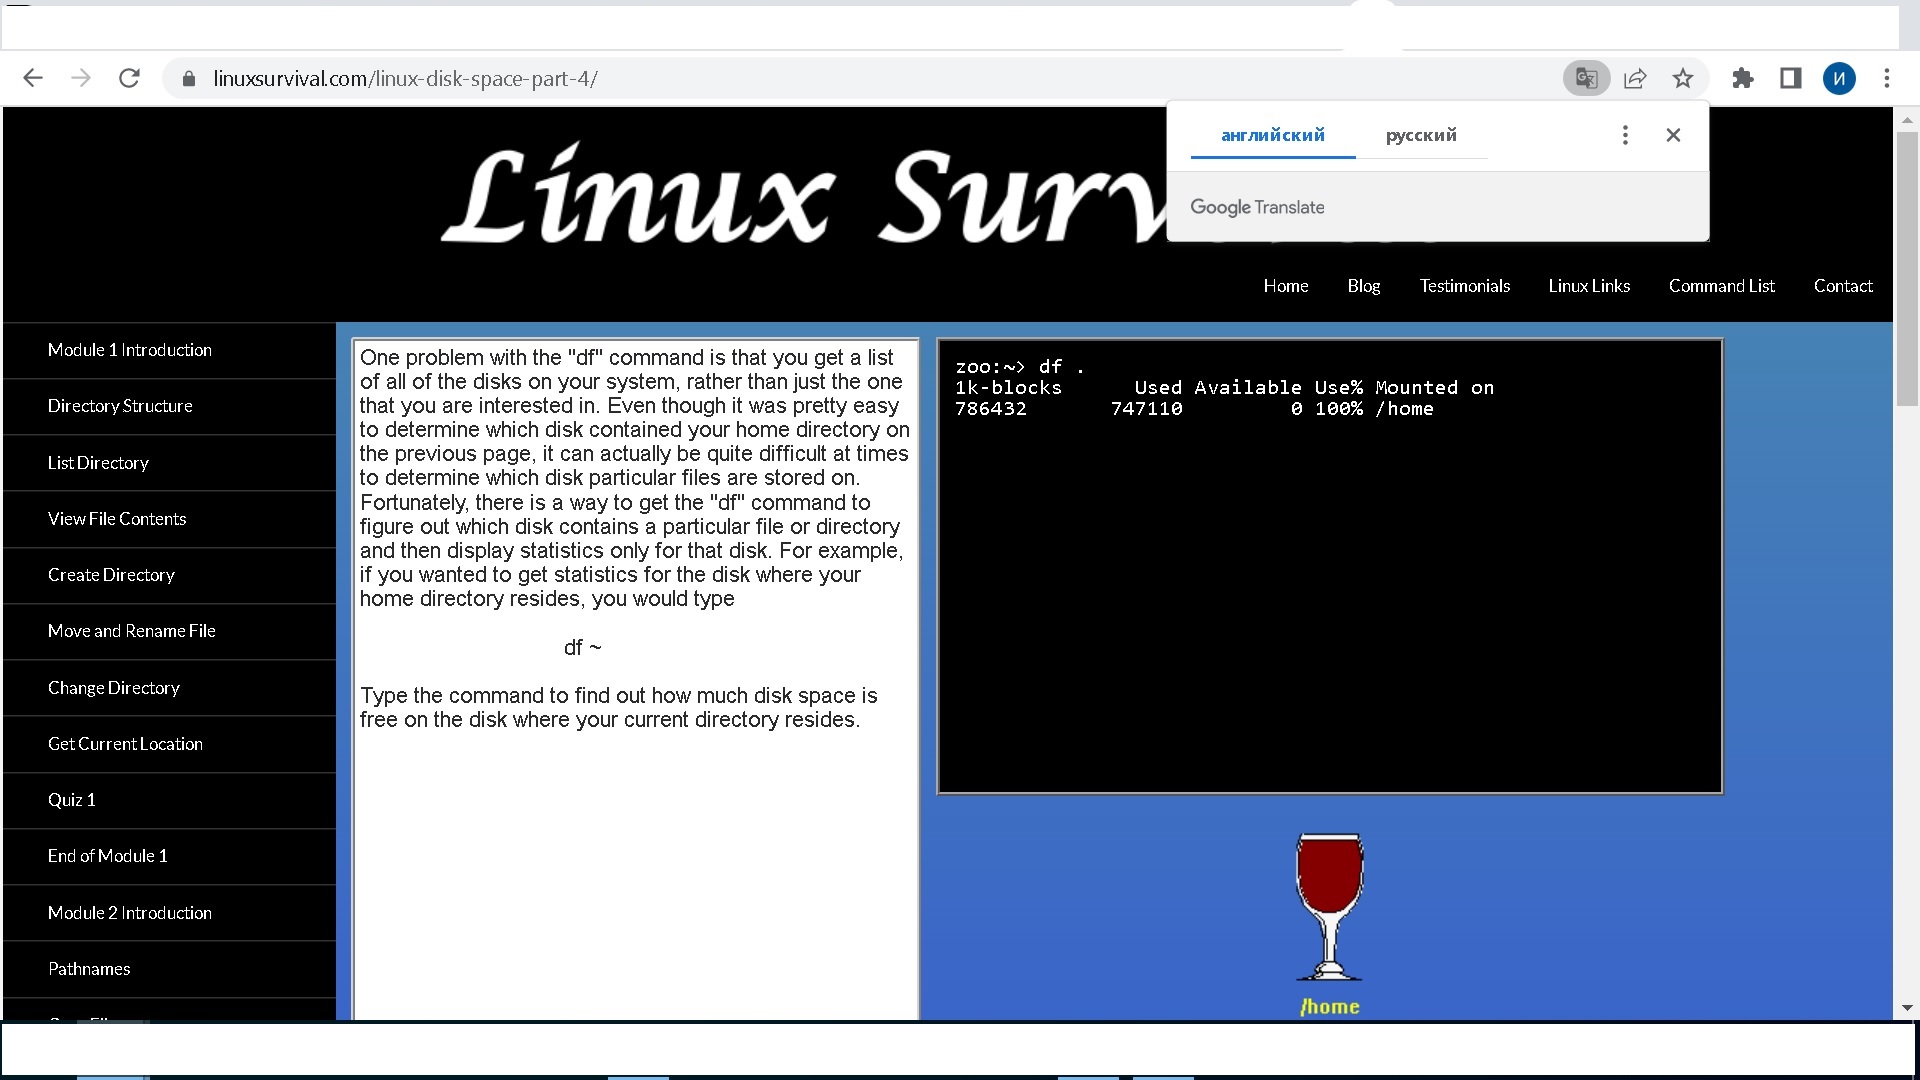 linuxsurvival.com/linux-disk-space-part-4/
И
английский
русский
Google Translate
Linux
Home
Blog
Testimonials
Linux Links
Command List
Contact
Module 1 Introduction
Directory Structure
List Directory
View File Contents
Create Directory
Move and Rename File
Change Directory
Get Current Location
Quiz 1
End of Module 1
Module 2 Introduction
Pathnames
One problem with the "df" command is that you get a list
of all of the disks on your system, rather than just the one
that you are interested in. Even though it was pretty easy
to determine which disk contained your home directory on
the previous page, it can actually be quite difficult at times
to determine which disk particular files are stored on.
Fortunately, there is a way to get the "df" command to
figure out which disk contains a particular file or directory
and then display statistics only for that disk. For example,
if you wanted to get statistics for the disk where your
home directory resides, you would type
df ~
Type the command to find out how much disk space is
free on the disk where your current directory resides.
zoo:~> df .
1k-blocks Used Available Use% Mounted on
786432 747110 0 100% /home
/home